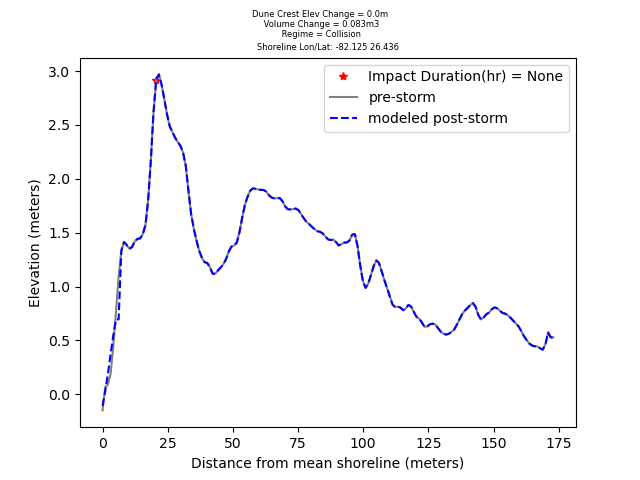 Dune Crest Elev Change = 0.0m
Volume Change = 0.083m3
Regime = Collision
Shoreline Lon/Lat: -82.125 26.436
Impact Duration(hr) = None
pre-storm
modeled post-storm
Elevation (meters)
3.0
2.5
2.0
1.5
1.0
0.5
0.0
0 25 50 75 100 125 150 175
Distance from mean shoreline (meters)